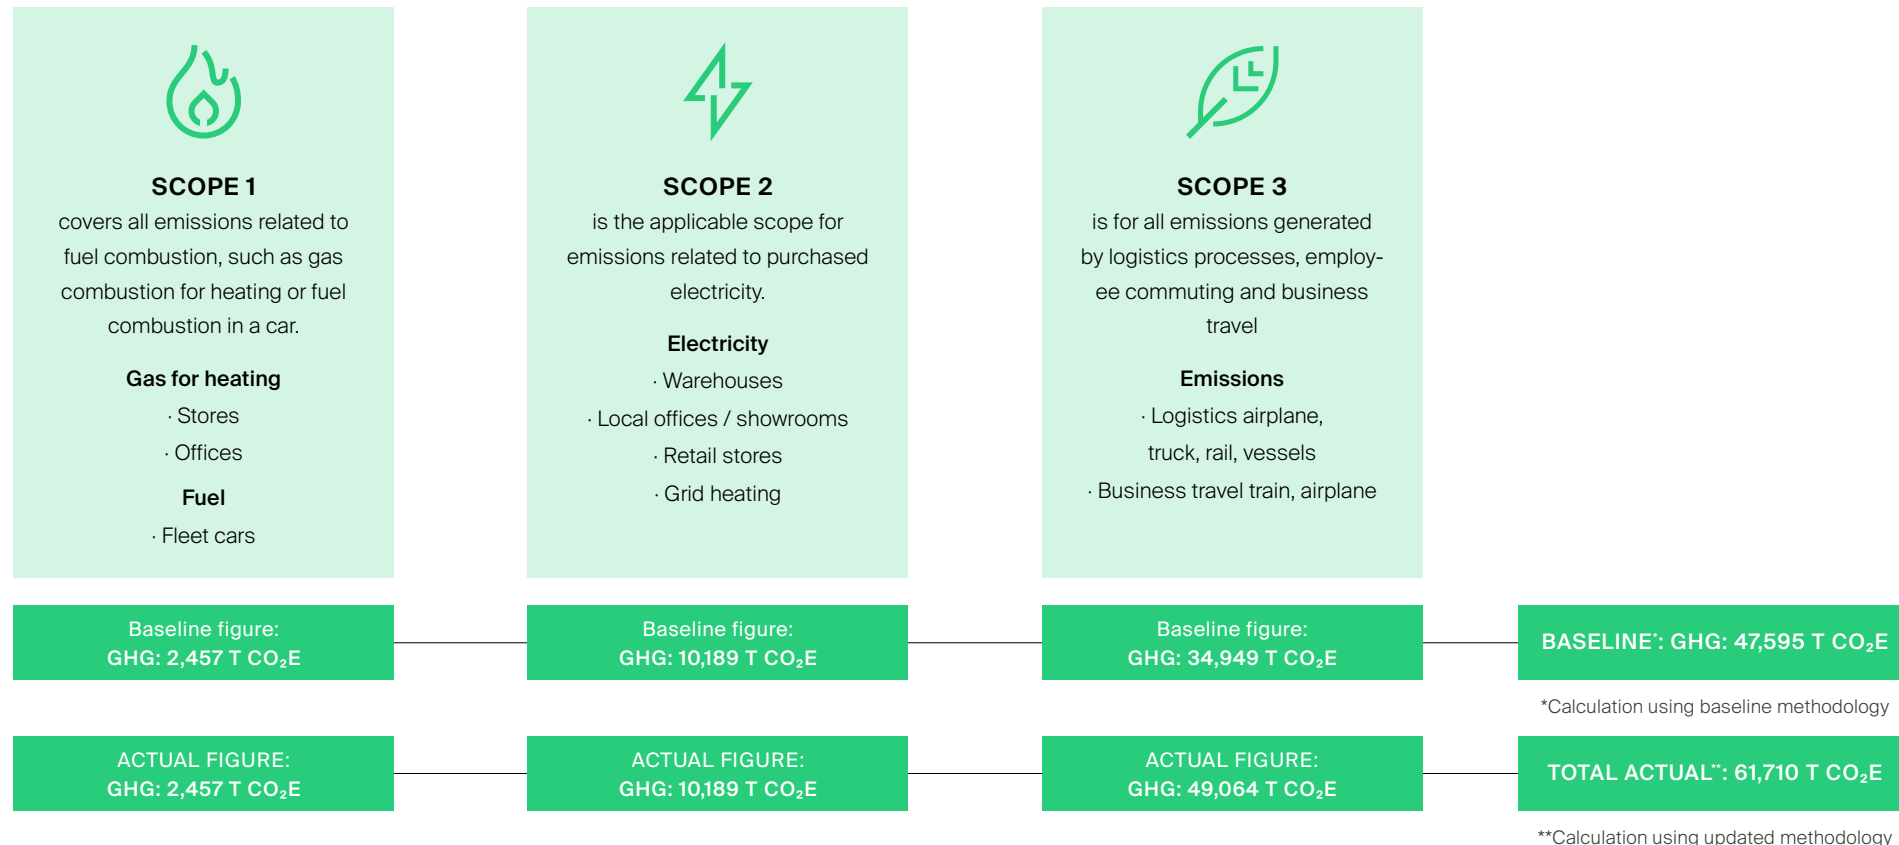 SCOPE 1
covers all emissions related to
fuel combustion, such as gas
combustion for heating or fuel
combustion in a car.
Gas for heating
· Stores
· Offices
Fuel
· Fleet cars
SCOPE 2
is the applicable scope for
emissions related to purchased
electricity.
Electricity
· Warehouses
· Local offices / showrooms
· Retail stores
· Grid heating
SCOPE 3
is for all emissions generated
by logistics processes, employ-
ee commuting and business
travel
Emissions
· Logistics airplane,
truck, rail, vessels
· Business travel train, airplane
Baseline figure:
GHG: 2,457 T CO₂E
Baseline figure:
GHG: 10,189 T CO₂E
Baseline figure:
GHG: 34,949 T CO₂E
BASELINE*: GHG: 47,595 T CO₂E
*Calculation using baseline methodology
ACTUAL FIGURE:
GHG: 2,457 T CO₂E
ACTUAL FIGURE:
GHG: 10,189 T CO₂E
ACTUAL FIGURE:
GHG: 49,064 T CO₂E
TOTAL ACTUAL**: 61,710 T CO₂E
**Calculation using updated methodology